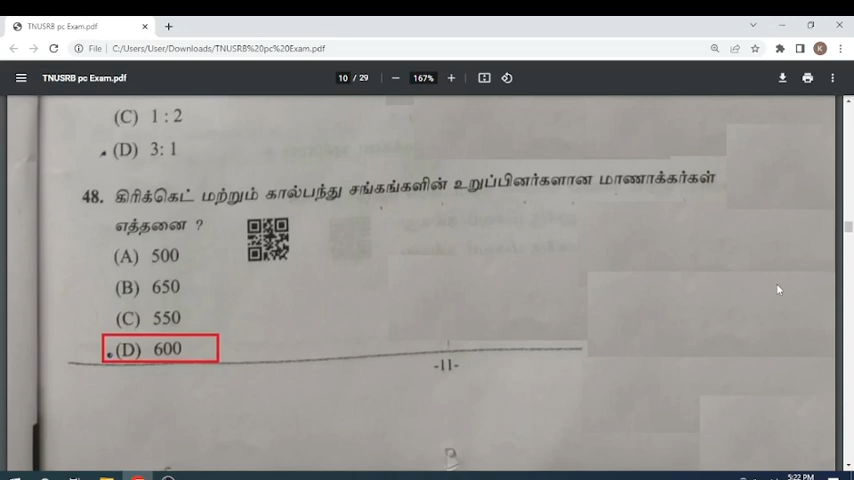 TNUSRB pc Exam.pdf
File
C:/Users/User/Downloads/TNUSRB%20pc%20Exam.pdf
K
TNUSRB pc Exam.pdf
10 / 29
167%
(C) 1 : 2
(D) 3: 1
48. கிரிக்கெட் மற்றும் கால்பந்து சங்கங்களின் உறுப்பினர்களான மாணாக்கர்கள்
எத்தனை ?
(A) 500
(B) 650
(C) 550
(D) 600
-11-
5:22 PM